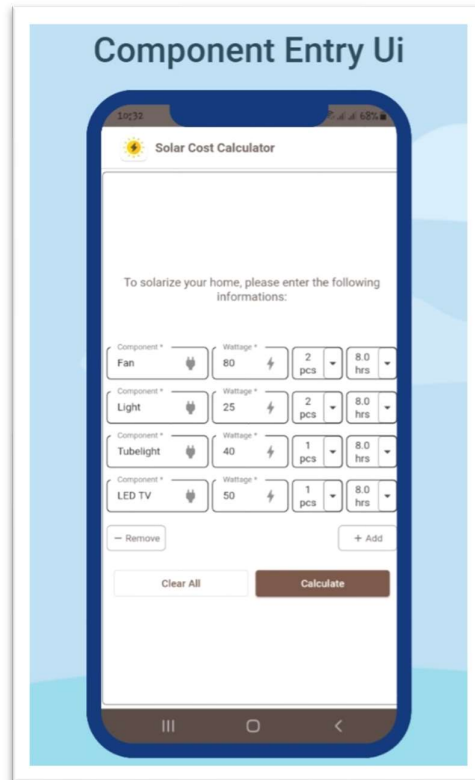 Component Entry Ui
10:32 68%
Solar Cost Calculator
To solarize your home, please enter the following
informations:
Component * Wattage *
Fan 80 2 pcs 8.0 hrs
Component * Wattage *
Light 25 2 pcs 8.0 hrs
Component * Wattage *
Tubelight 40 1 pcs 8.0 hrs
Component * Wattage *
LED TV 50 1 pcs 8.0 hrs
− Remove + Add
Clear All Calculate